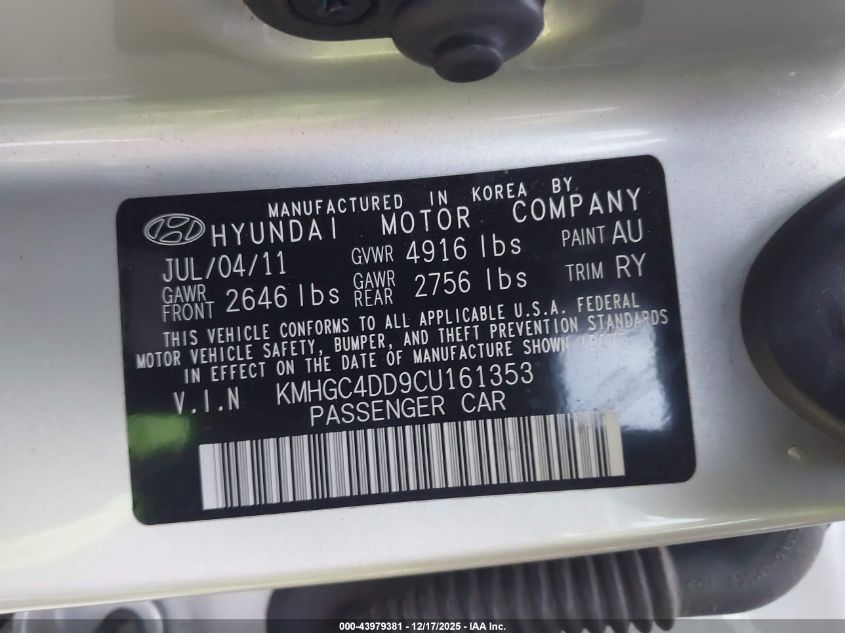 MANUFACTURED IN KOREA BY
HYUNDAI MOTOR COMPANY
JUL/04/11 GVWR 4916 lbs PAINT AU
GAWR FRONT 2646 lbs GAWR REAR 2756 lbs TRIM RY
THIS VEHICLE CONFORMS TO ALL APPLICABLE U.S.A. FEDERAL
MOTOR VEHICLE SAFETY, BUMPER, AND THEFT PREVENTION STANDARDS
IN EFFECT ON THE DATE OF MANUFACTURE SHOWN ABOVE.
V.I.N KMHGC4DD9CU161353
PASSENGER CAR
000-43979381 - 12/17/2025 - IAA Inc.